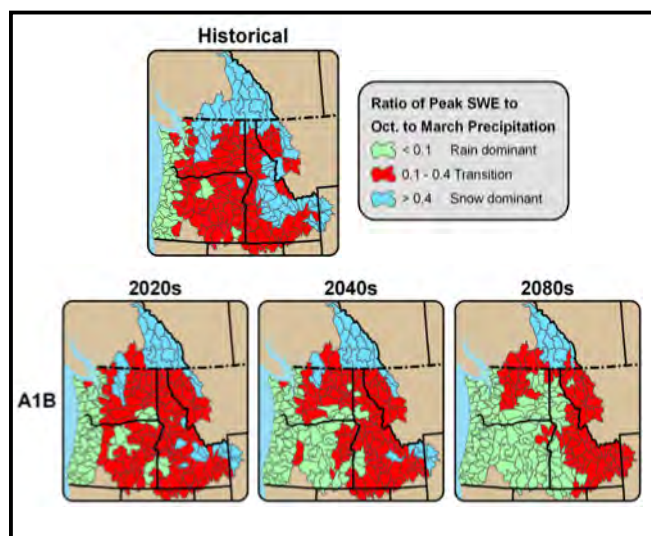 Historical
Ratio of Peak SWE to
Oct. to March Precipitation
< 0.1 Rain dominant
0.1 - 0.4 Transition
> 0.4 Snow dominant
2020s
2040s
2080s
A1B